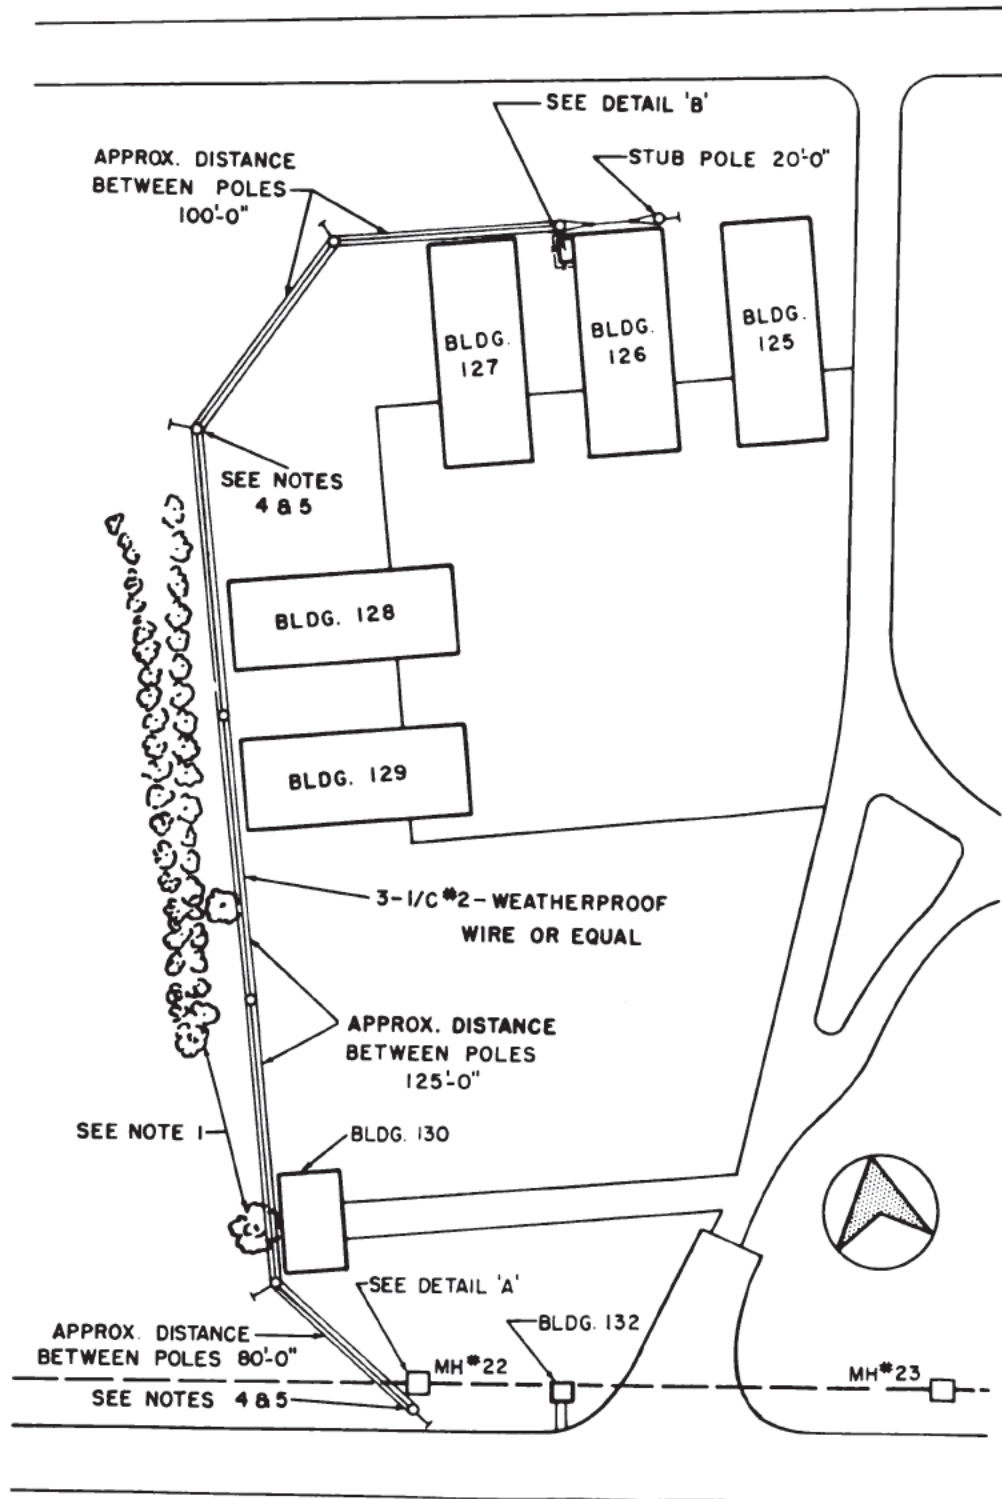 SEE DETAIL 'B'
APPROX. DISTANCE
BETWEEN POLES
100'-0"
STUB POLE 20'-0"
BLDG.
127
BLDG.
126
BLDG.
125
SEE NOTES
4 & 5
BLDG. 128
BLDG. 129
3-1/C #2-WEATHERPROOF
WIRE OR EQUAL
APPROX. DISTANCE
BETWEEN POLES
125'-0"
SEE NOTE 1
BLDG. 130
SEE DETAIL 'A'
BLDG. 132
APPROX. DISTANCE
BETWEEN POLES 80'-0"
MH#22
MH#23
SEE NOTES 4 & 5